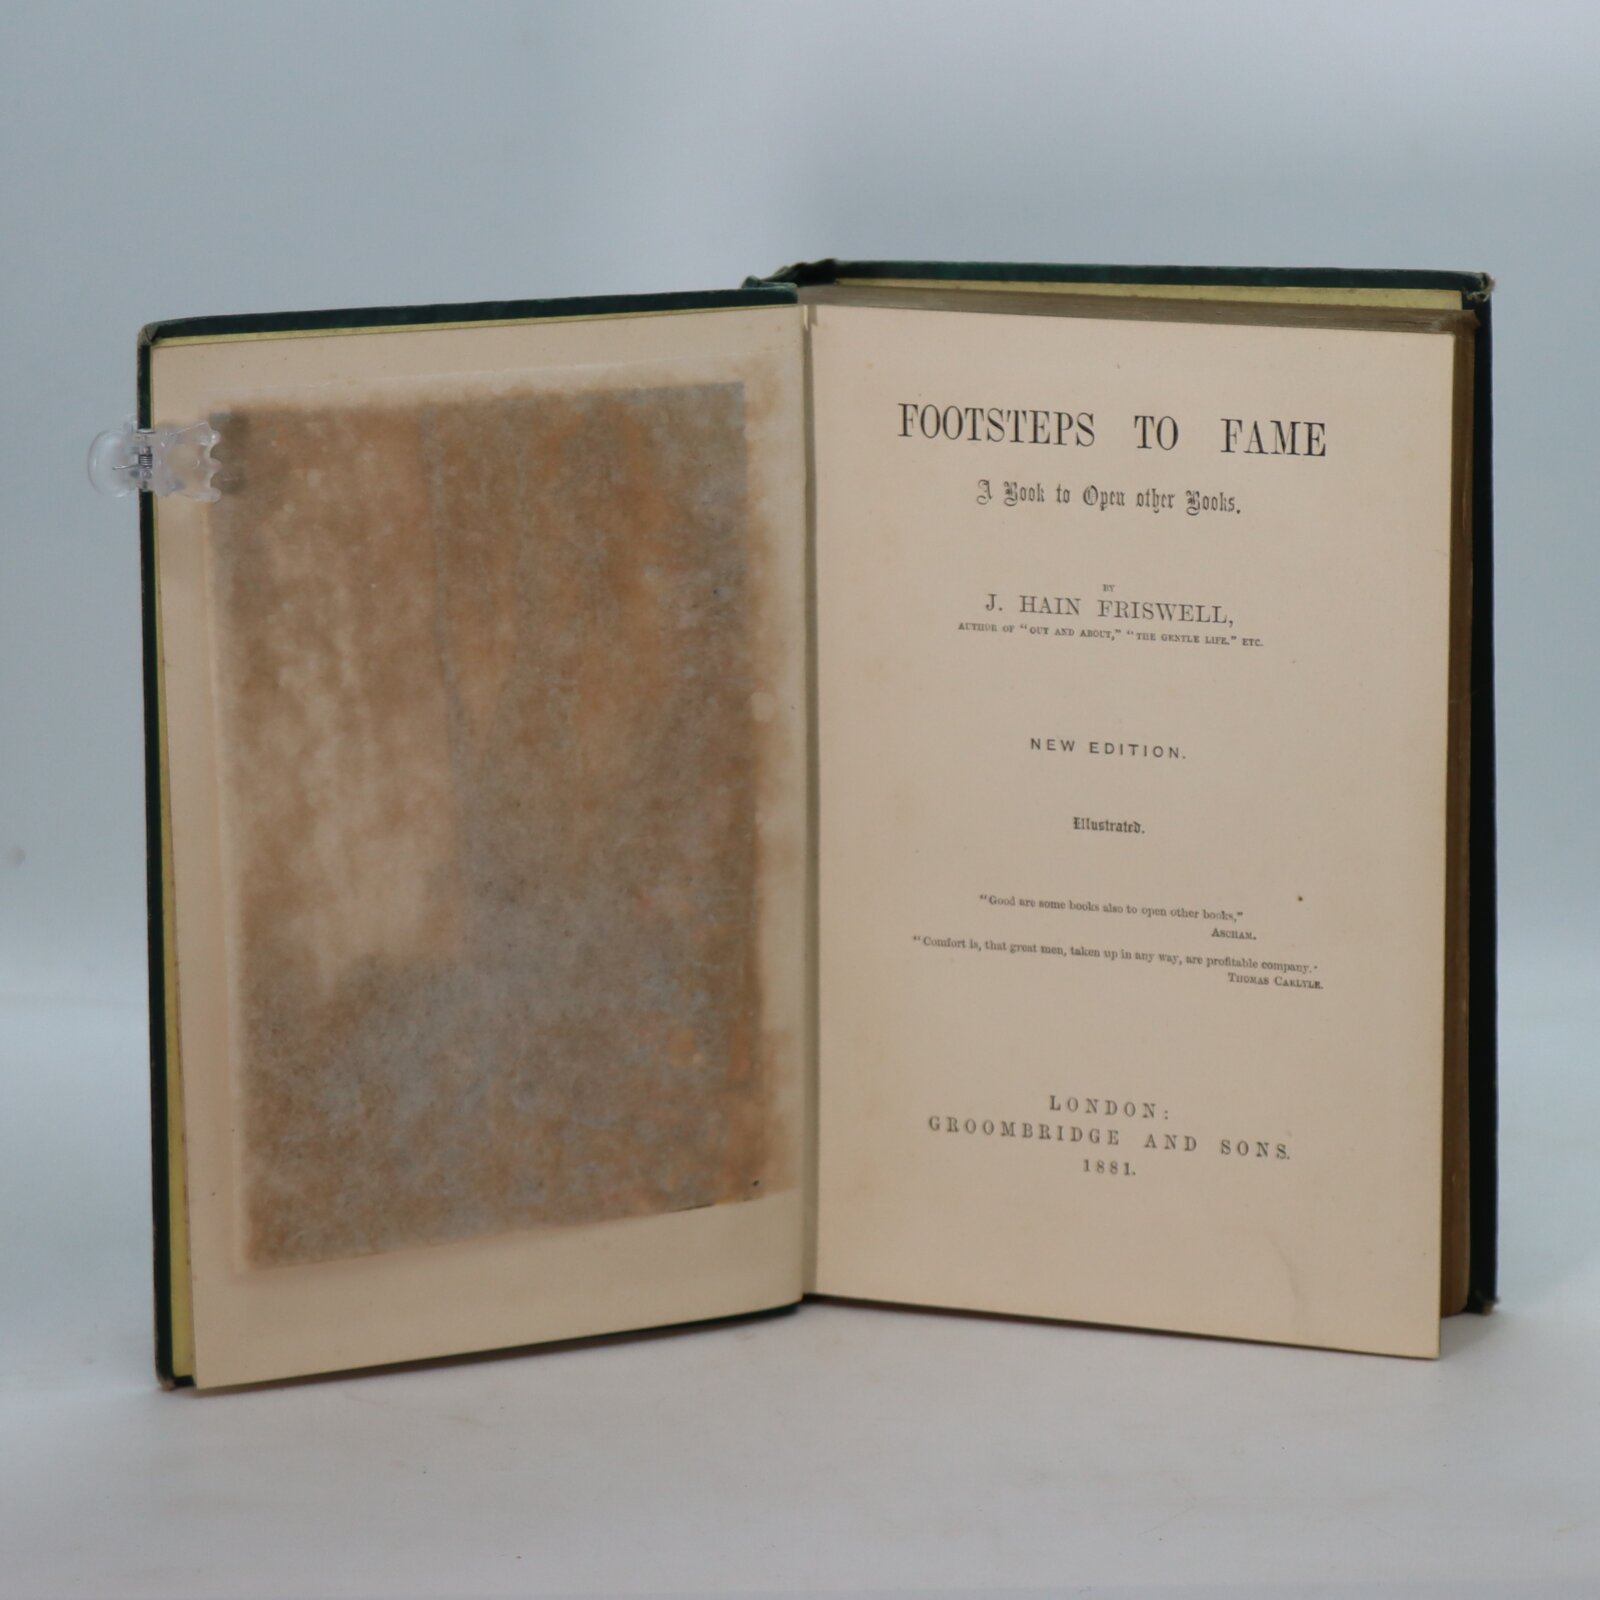 FOOTSTEPS TO FAME
A Book to Open other Books.
BY
J. HAIN FRISWELL,
AUTHOR OF "OUT AND ABOUT," "THE GENTLE LIFE." ETC.
NEW EDITION.
Illustrated.
"Good are some books also to open other books,"
ASCHAM.
"Comfort is, that great men, taken up in any way, are profitable company."
THOMAS CARLYLE.
LONDON:
GROOMBRIDGE AND SONS.
1881.